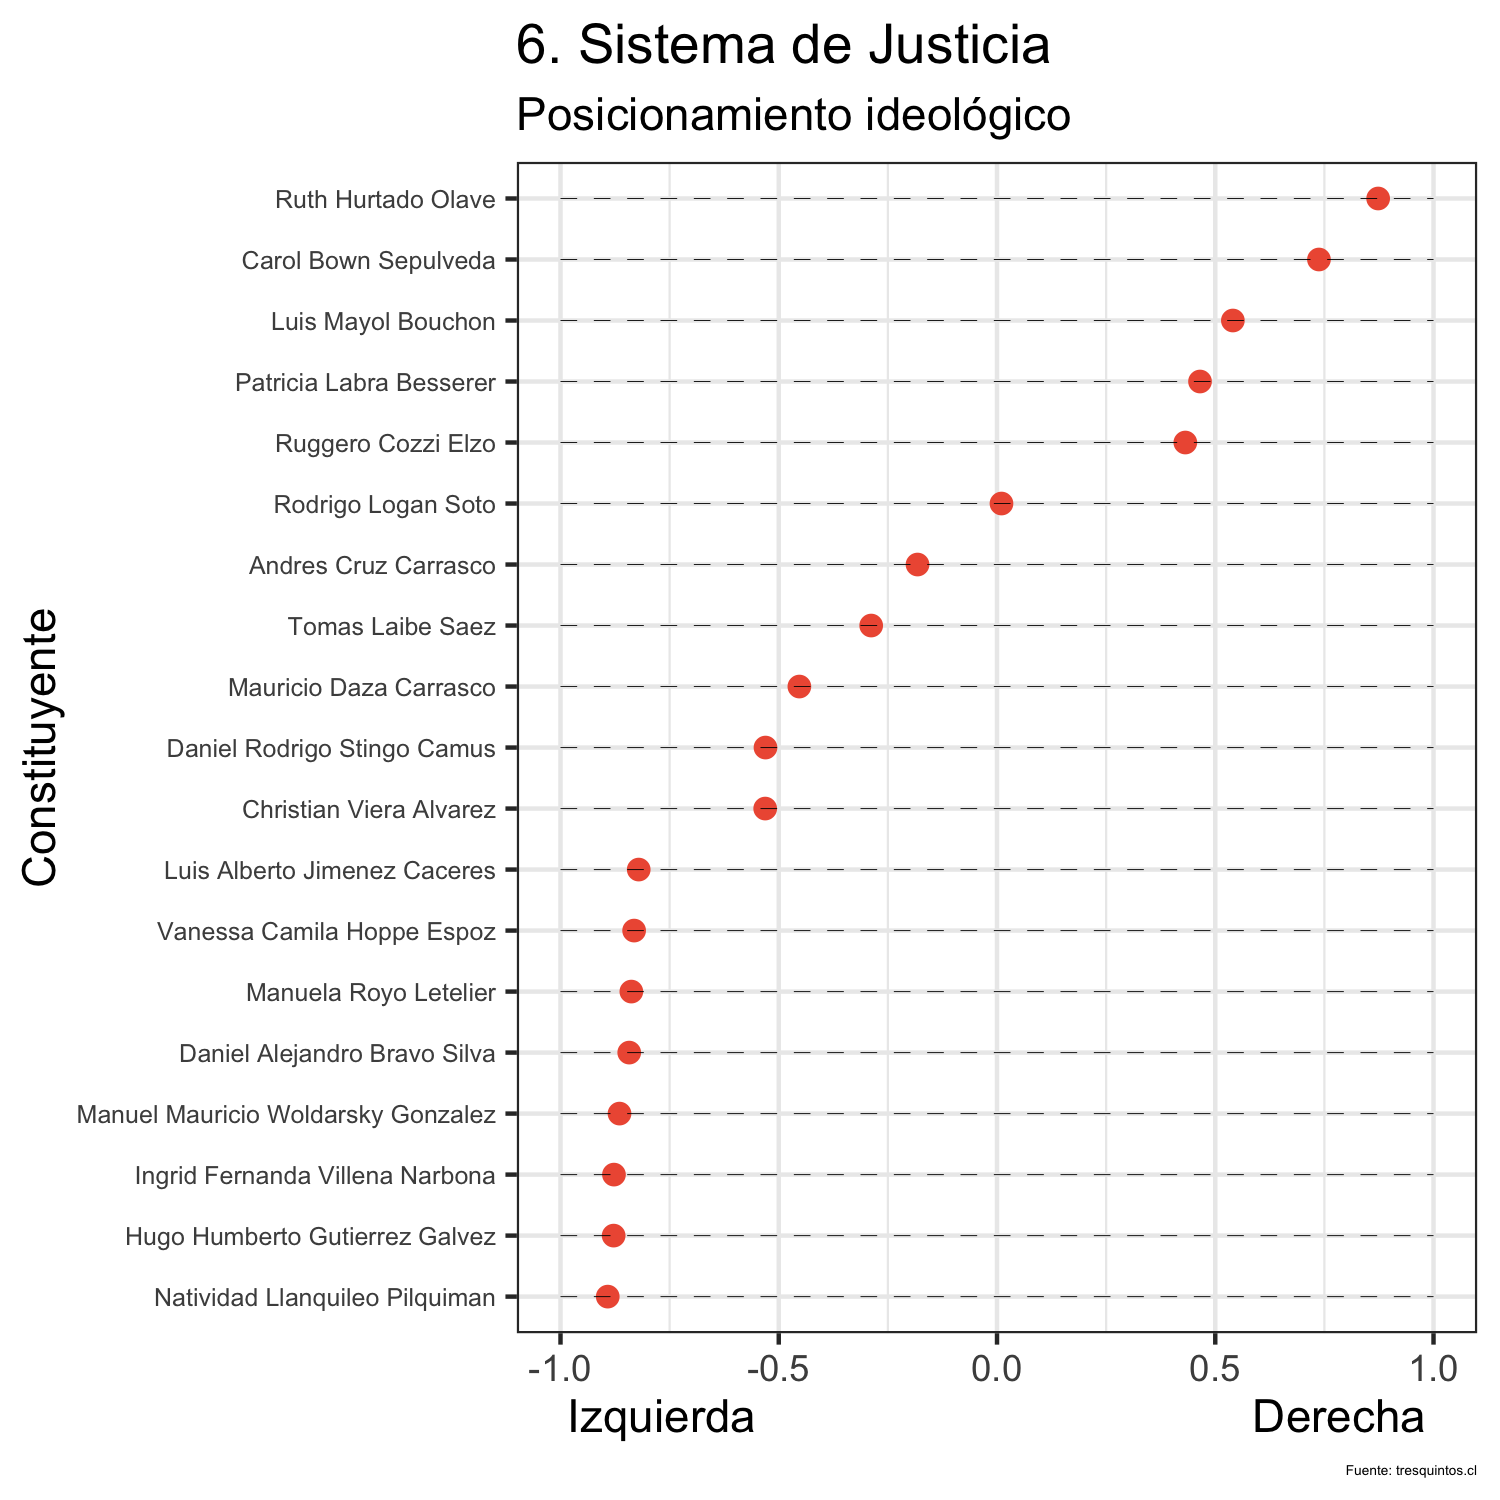 6. Sistema de Justicia
Posicionamiento ideológico
Constituyente
Ruth Hurtado Olave
Carol Bown Sepulveda
Luis Mayol Bouchon
Patricia Labra Besserer
Ruggero Cozzi Elzo
Rodrigo Logan Soto
Andres Cruz Carrasco
Tomas Laibe Saez
Mauricio Daza Carrasco
Daniel Rodrigo Stingo Camus
Christian Viera Alvarez
Luis Alberto Jimenez Caceres
Vanessa Camila Hoppe Espoz
Manuela Royo Letelier
Daniel Alejandro Bravo Silva
Manuel Mauricio Woldarsky Gonzalez
Ingrid Fernanda Villena Narbona
Hugo Humberto Gutierrez Galvez
Natividad Llanquileo Pilquiman
-1.0 -0.5 0.0 0.5 1.0
Izquierda Derecha
Fuente: tresquintos.cl